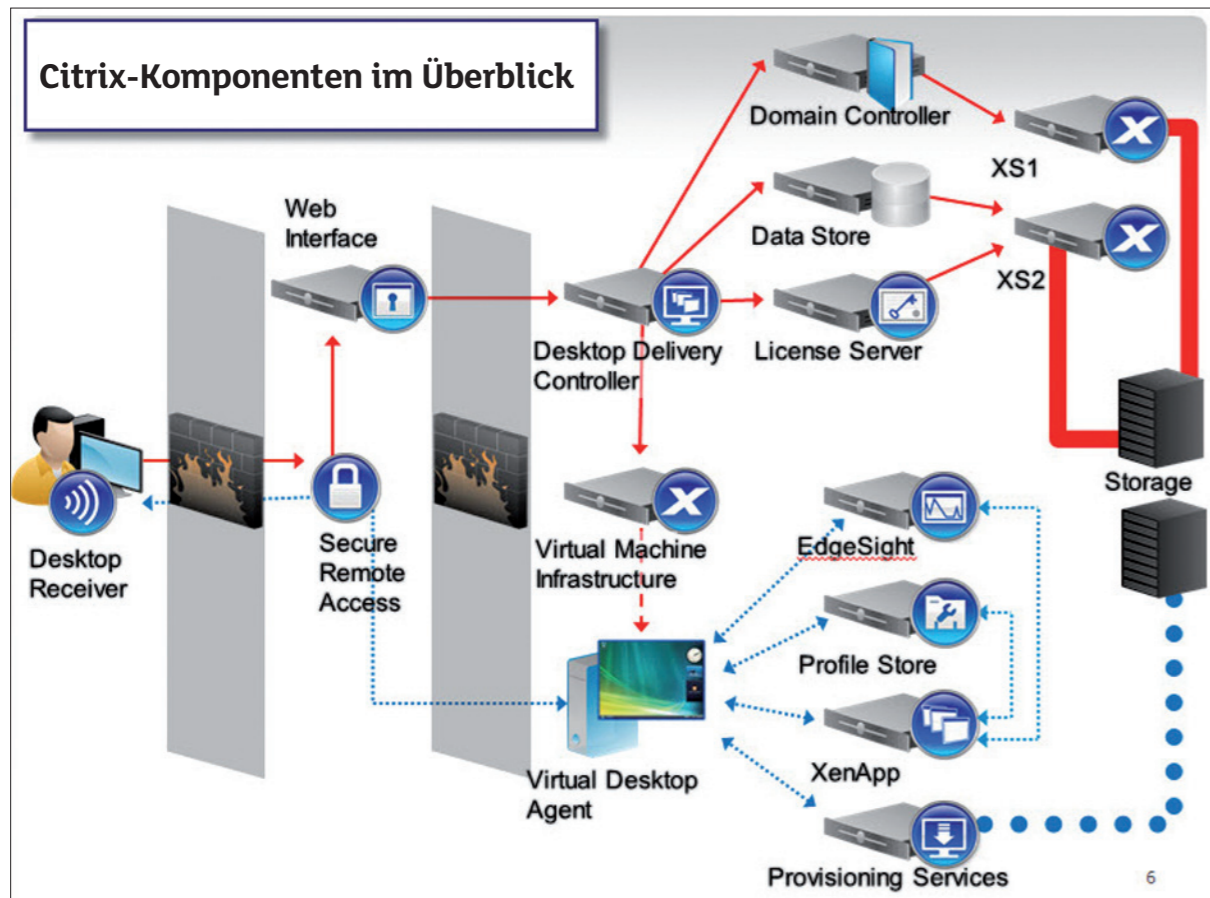 Citrix-Komponenten im Überblick
Domain Controller
XS1
Web
Interface
Data Store
XS2
Desktop Delivery
Controller
License Server
Storage
Desktop
Receiver
Secure
Remote
Access
Virtual Machine
Infrastructure
EdgeSight
Profile Store
XenApp
Virtual Desktop
Agent
Provisioning Services
6